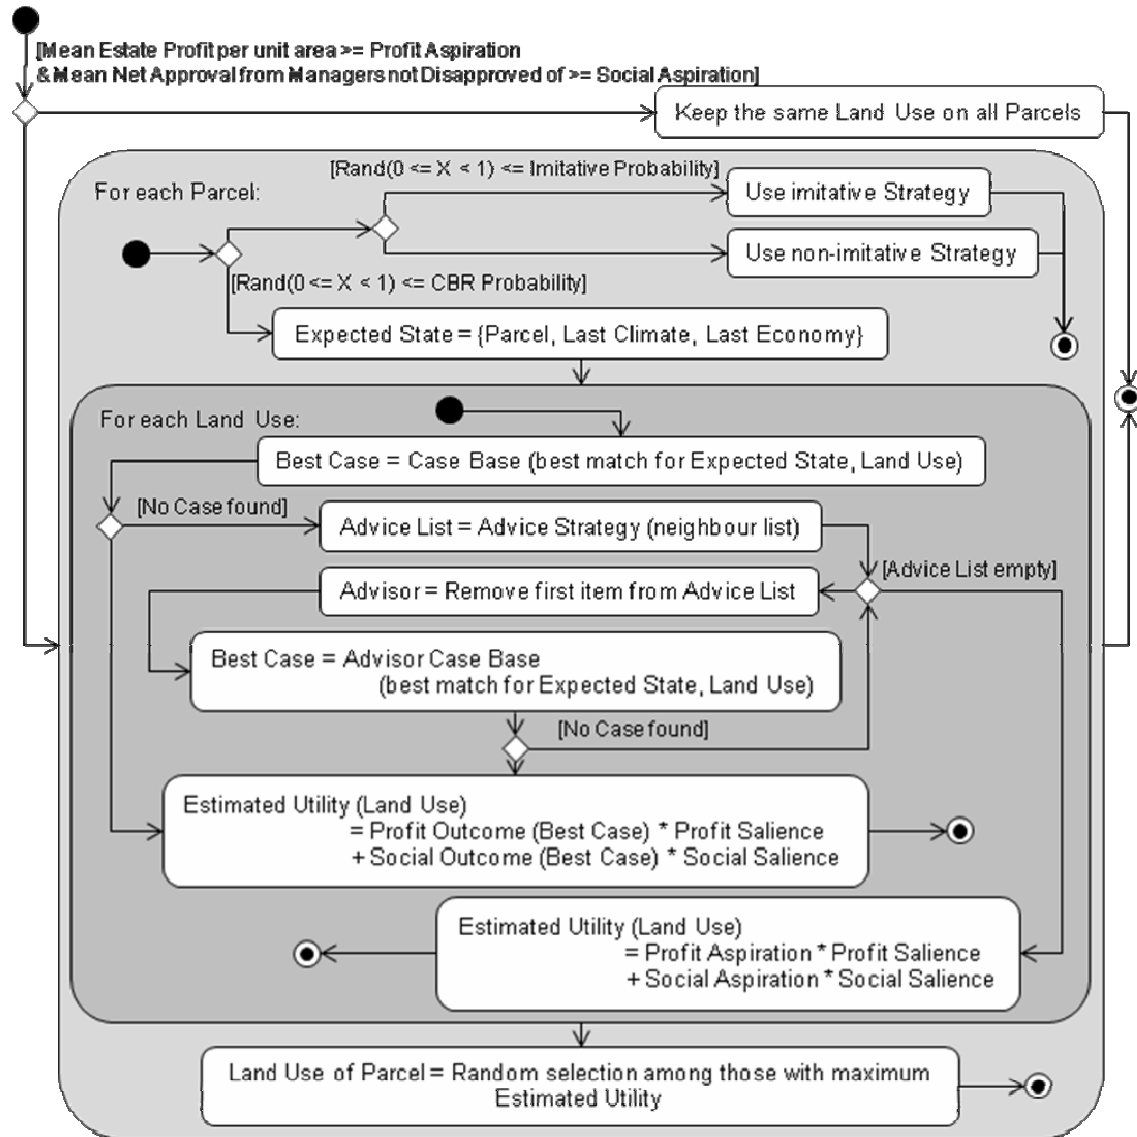 [Mean Estate Profit per unit area >= Profit Aspiration
& Mean Net Approval from Managers not Disapproved of >= Social Aspiration]
Keep the same Land Use on all Parcels
For each Parcel:
[Rand(0 <= X < 1) <= Imitative Probability]
Use imitative Strategy
Use non-imitative Strategy
[Rand(0 <= X < 1) <= CBR Probability]
Expected State = {Parcel, Last Climate, Last Economy}
For each Land Use:
Best Case = Case Base (best match for Expected State, Land Use)
[No Case found]
Advice List = Advice Strategy (neighbour list)
[Advice List empty]
Advisor = Remove first item from Advice List
Best Case = Advisor Case Base
(best match for Expected State, Land Use)
[No Case found]
Estimated Utility (Land Use)
= Profit Outcome (Best Case) * Profit Salience
+ Social Outcome (Best Case) * Social Salience
Estimated Utility (Land Use)
= Profit Aspiration * Profit Salience
+ Social Aspiration * Social Salience
Land Use of Parcel = Random selection among those with maximum
Estimated Utility